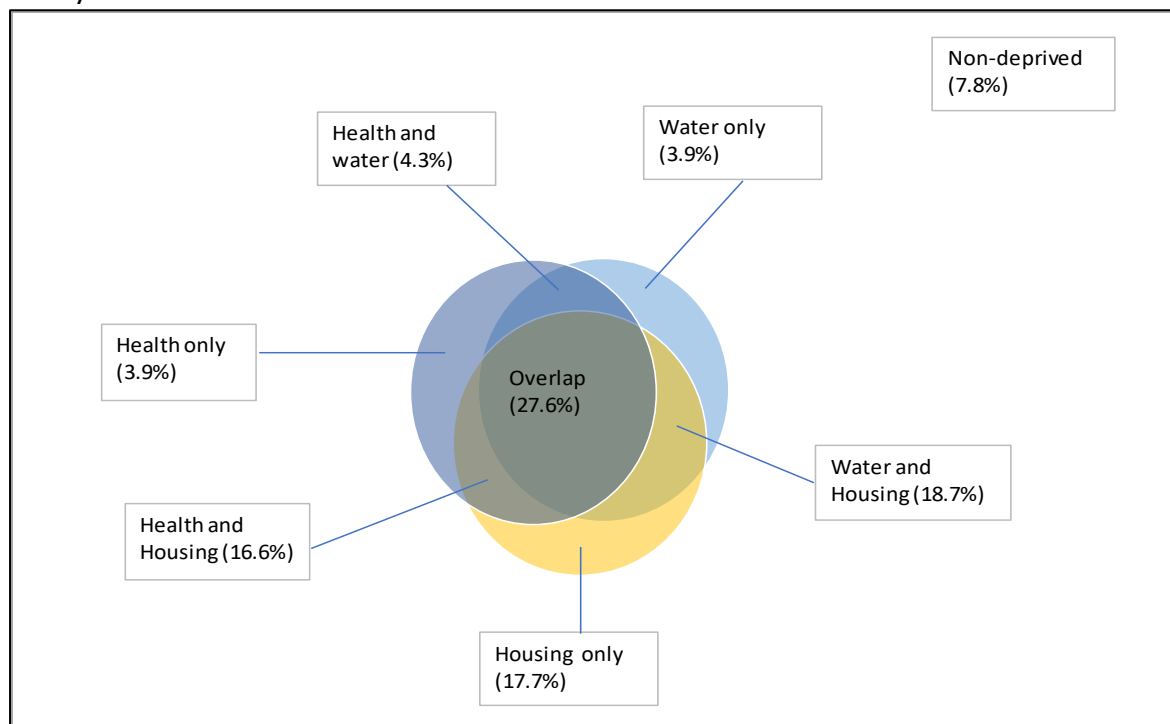 Non-deprived
(7.8%)
Health and
water (4.3%)
Water only
(3.9%)
Health only
(3.9%)
Overlap
(27.6%)
Water and
Housing (18.7%)
Health and
Housing (16.6%)
Housing only
(17.7%)